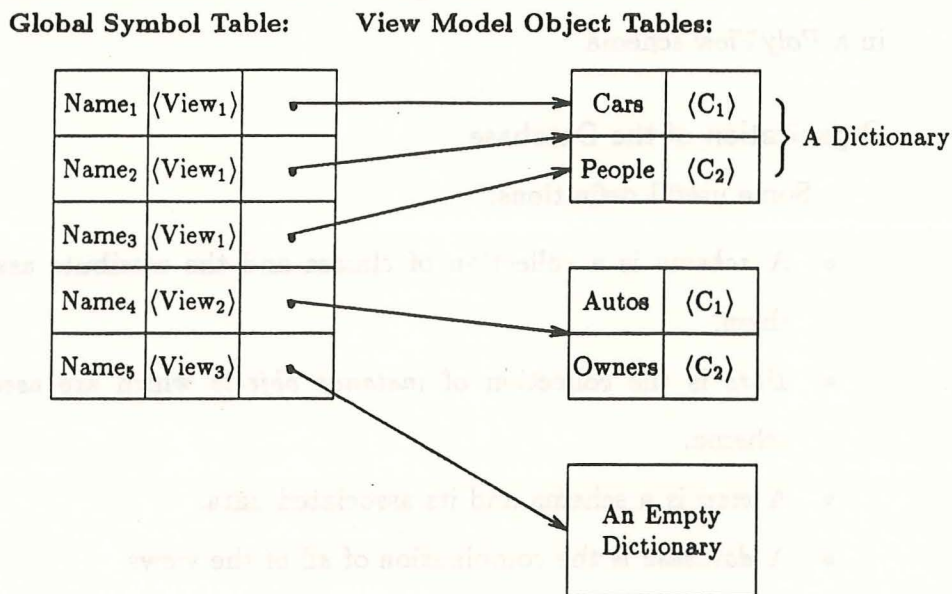 Global Symbol Table: View Model Object Tables:
Name₁ ⟨View₁⟩ Cars ⟨C₁⟩
A Dictionary
Name₂ ⟨View₁⟩ People ⟨C₂⟩
Name₃ ⟨View₁⟩
Name₄ ⟨View₂⟩ Autos ⟨C₁⟩
Name₅ ⟨View₃⟩ Owners ⟨C₂⟩
An Empty
Dictionary